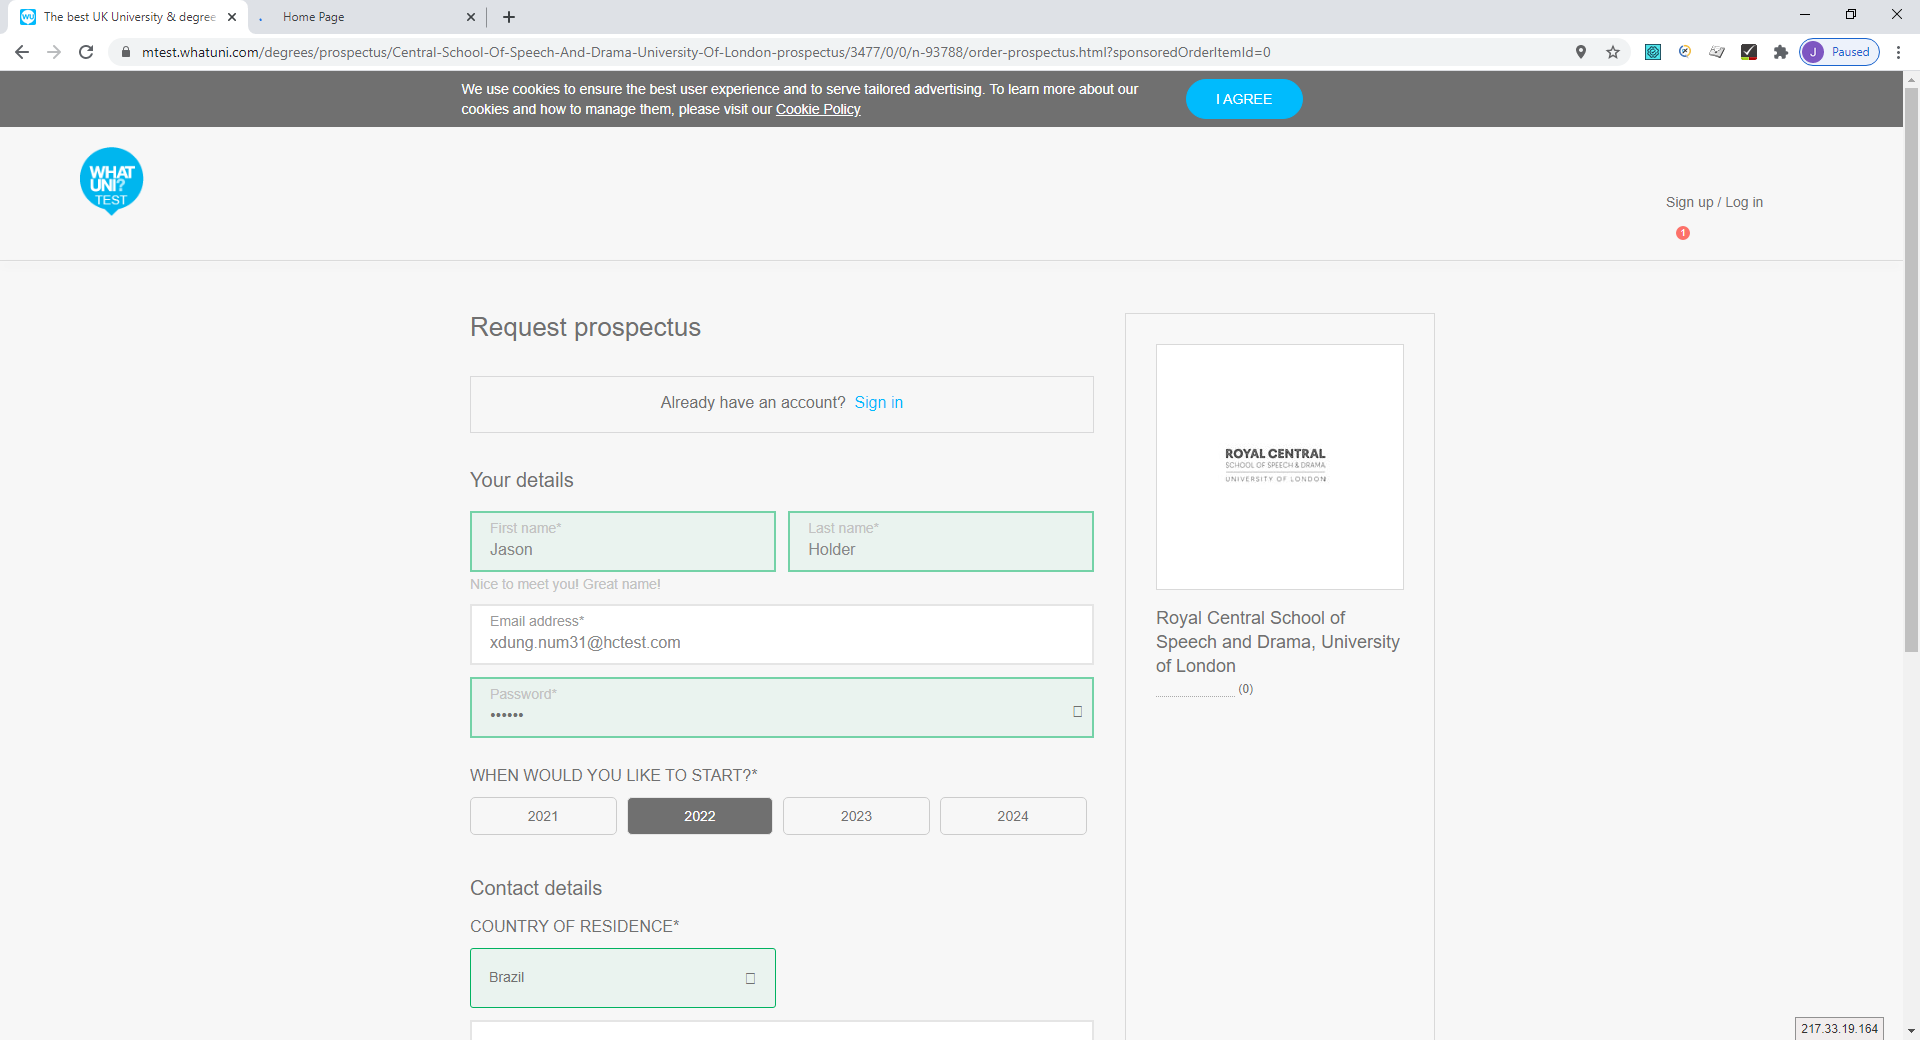 The best UK University & degree
Home Page
mtest.whatuni.com/degrees/prospectus/Central-School-Of-Speech-And-Drama-University-Of-London-prospectus/3477/0/0/n-93788/order-prospectus.html?sponsoredOrderItemId=0
J Paused
We use cookies to ensure the best user experience and to serve tailored advertising. To learn more about our
cookies and how to manage them, please visit our Cookie Policy
I AGREE
WHAT
UNI?
TEST
Sign up / Log in
1
Request prospectus
Already have an account? Sign in
Your details
First name*
Jason
Last name*
Holder
Nice to meet you! Great name!
Email address*
xdung.num31@hctest.com
Password*
••••••
WHEN WOULD YOU LIKE TO START?*
2021
2022
2023
2024
Contact details
COUNTRY OF RESIDENCE*
Brazil
ROYAL CENTRAL
SCHOOL OF SPEECH & DRAMA
UNIVERSITY OF LONDON
Royal Central School of
Speech and Drama, University
of London
(0)
217.33.19.164